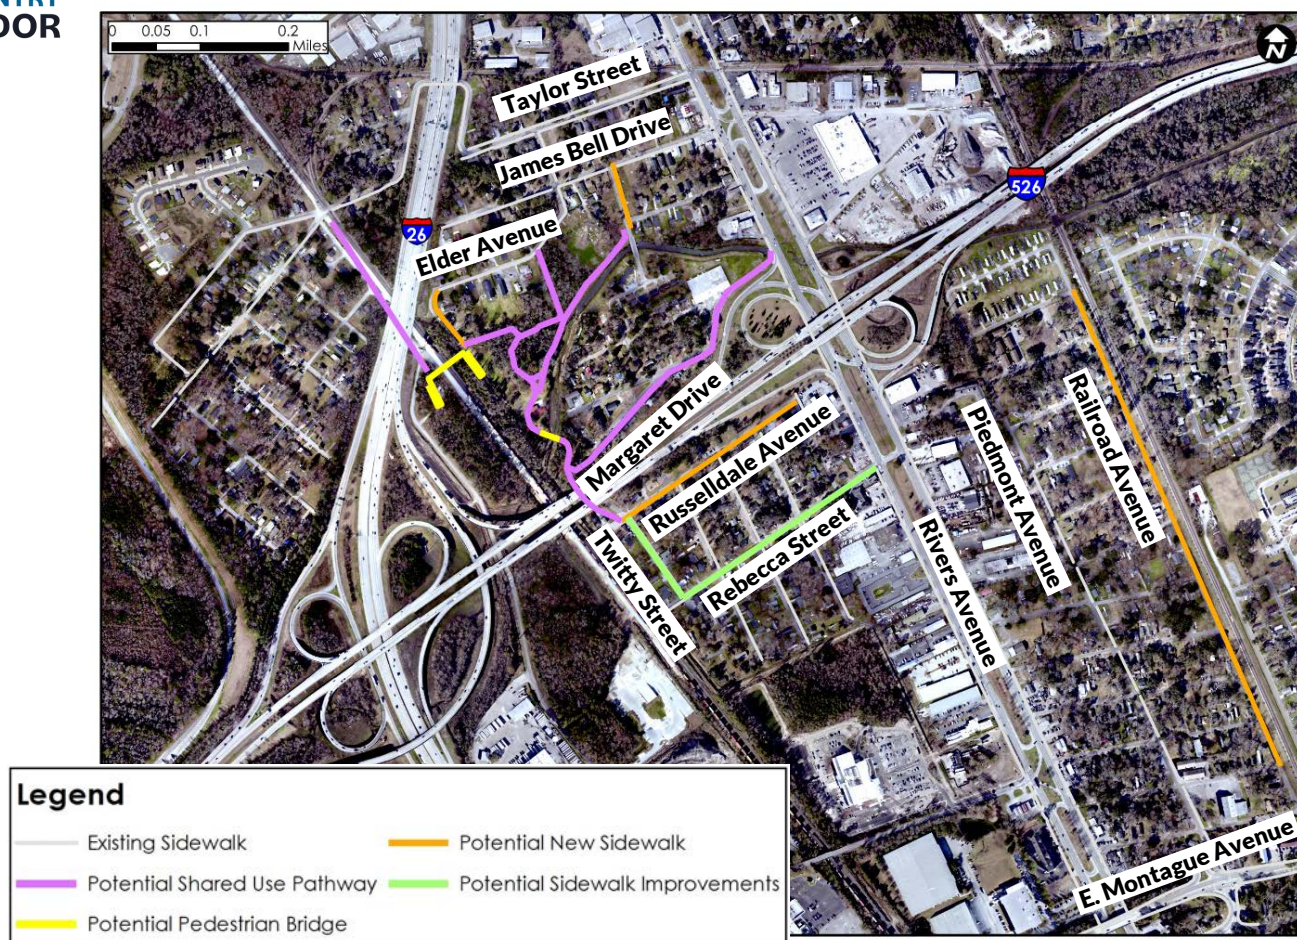 DOR
0 0.05 0.1 0.2
Miles
N
Taylor Street
James Bell Drive
526
26
Elder Avenue
Margaret Drive
Russelldale Avenue
Railroad Avenue
Piedmont Avenue
Rebecca Street
Twitty Street
Rivers Avenue
E. Montague Avenue
Legend
Existing Sidewalk
Potential New Sidewalk
Potential Shared Use Pathway
Potential Sidewalk Improvements
Potential Pedestrian Bridge